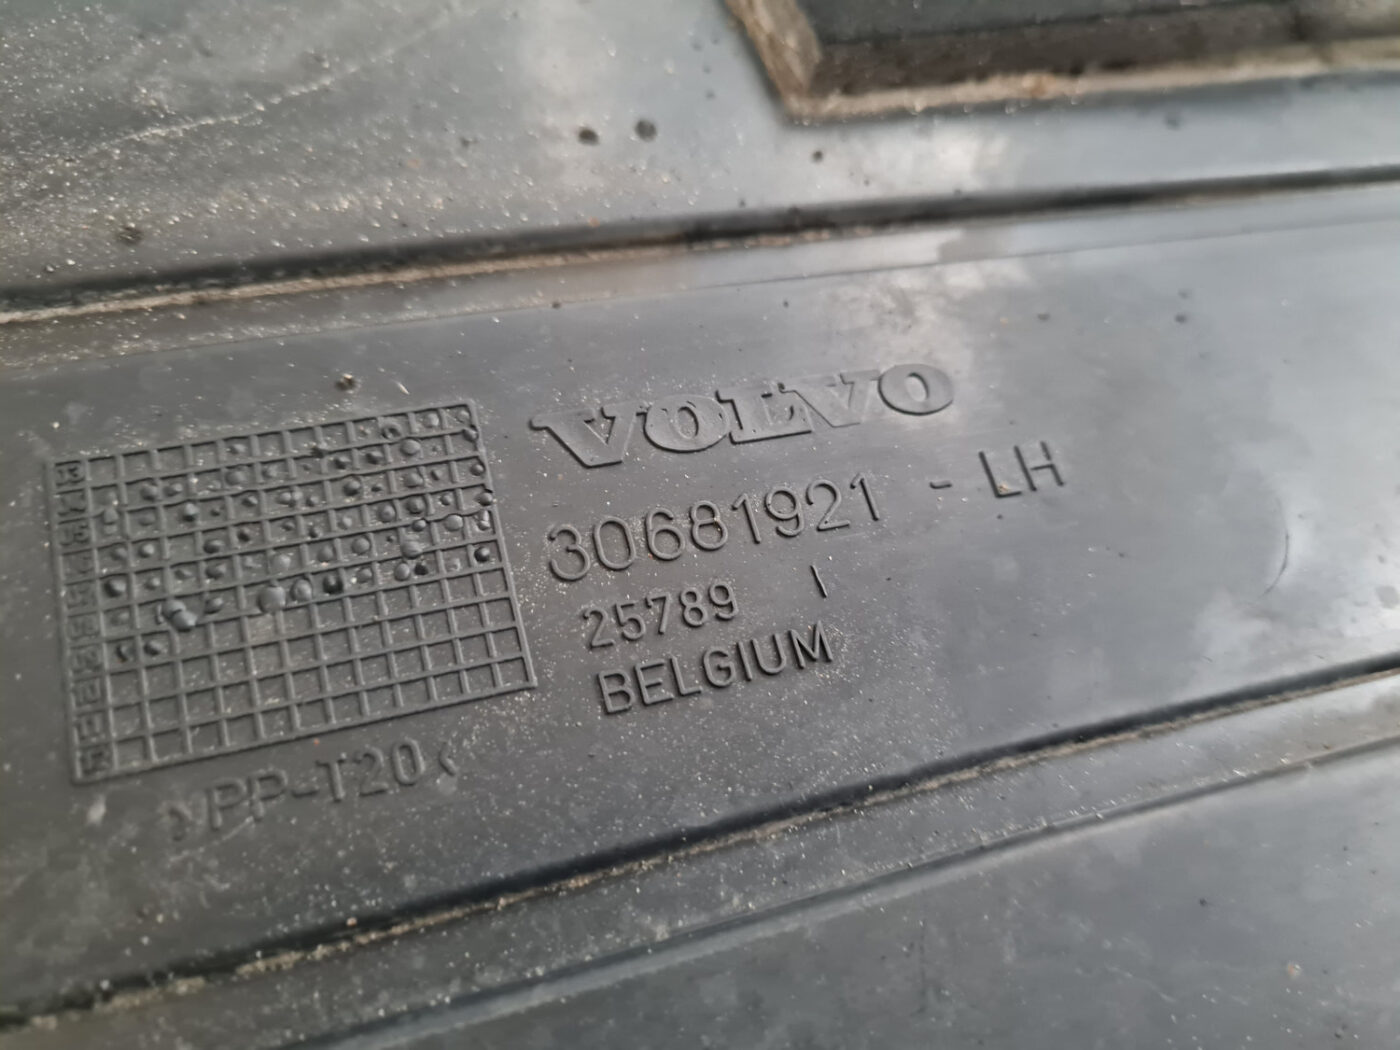 VOLVO
30681921 - LH
25789 I
BELGIUM
>PP-T20<